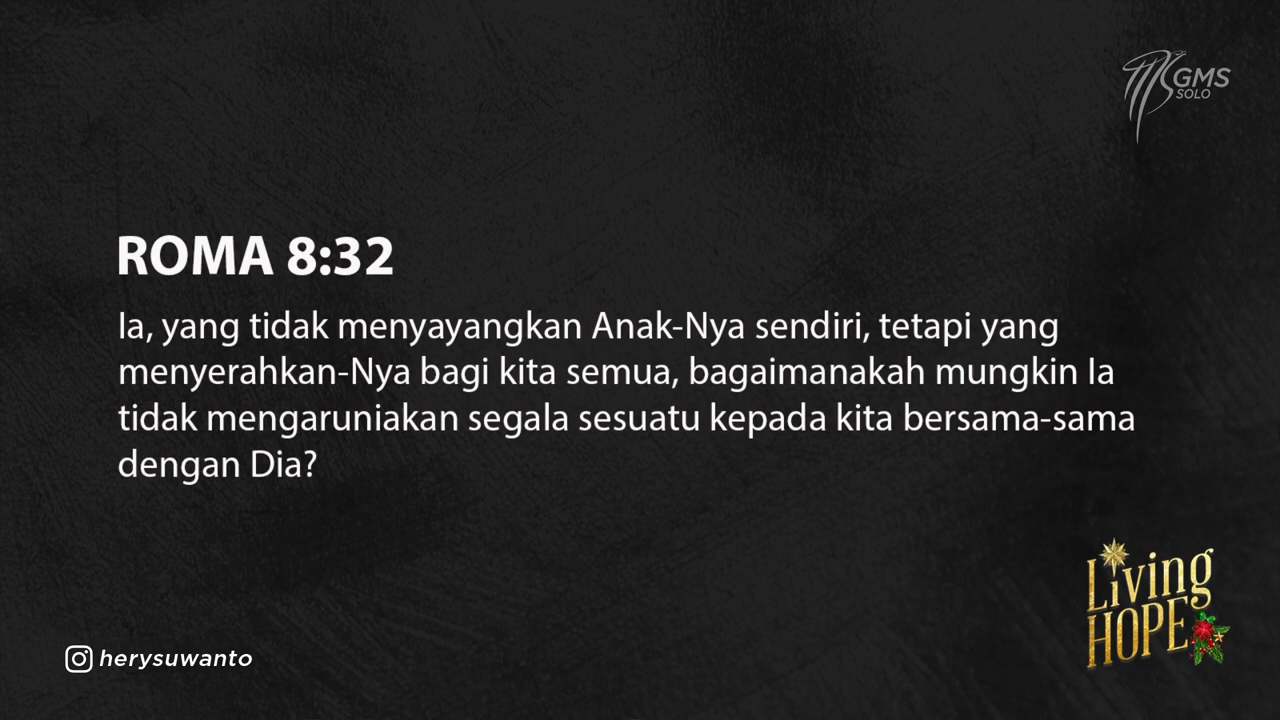 GMS
SOLO
ROMA 8:32
Ia, yang tidak menyayangkan Anak-Nya sendiri, tetapi yang
menyerahkan-Nya bagi kita semua, bagaimanakah mungkin Ia
tidak mengaruniakan segala sesuatu kepada kita bersama-sama
dengan Dia?
Living
HOPE
herysuwanto